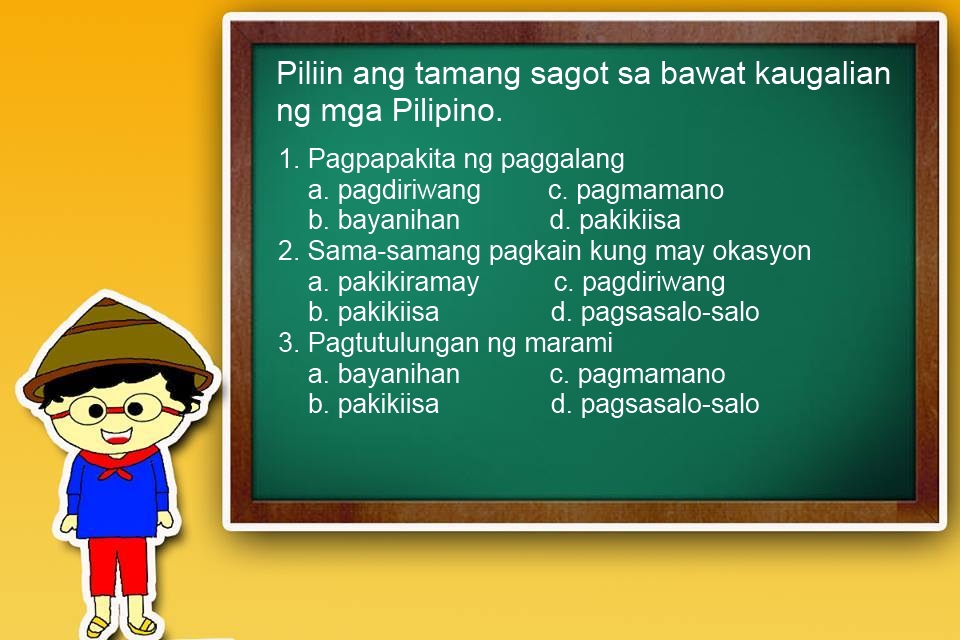 Piliin ang tamang sagot sa bawat kaugalian
ng mga Pilipino.
1. Pagpapakita ng paggalang
a. pagdiriwang c. pagmamano
b. bayanihan d. pakikiisa
2. Sama-samang pagkain kung may okasyon
a. pakikiramay c. pagdiriwang
b. pakikiisa d. pagsasalo-salo
3. Pagtutulungan ng marami
a. bayanihan c. pagmamano
b. pakikiisa d. pagsasalo-salo